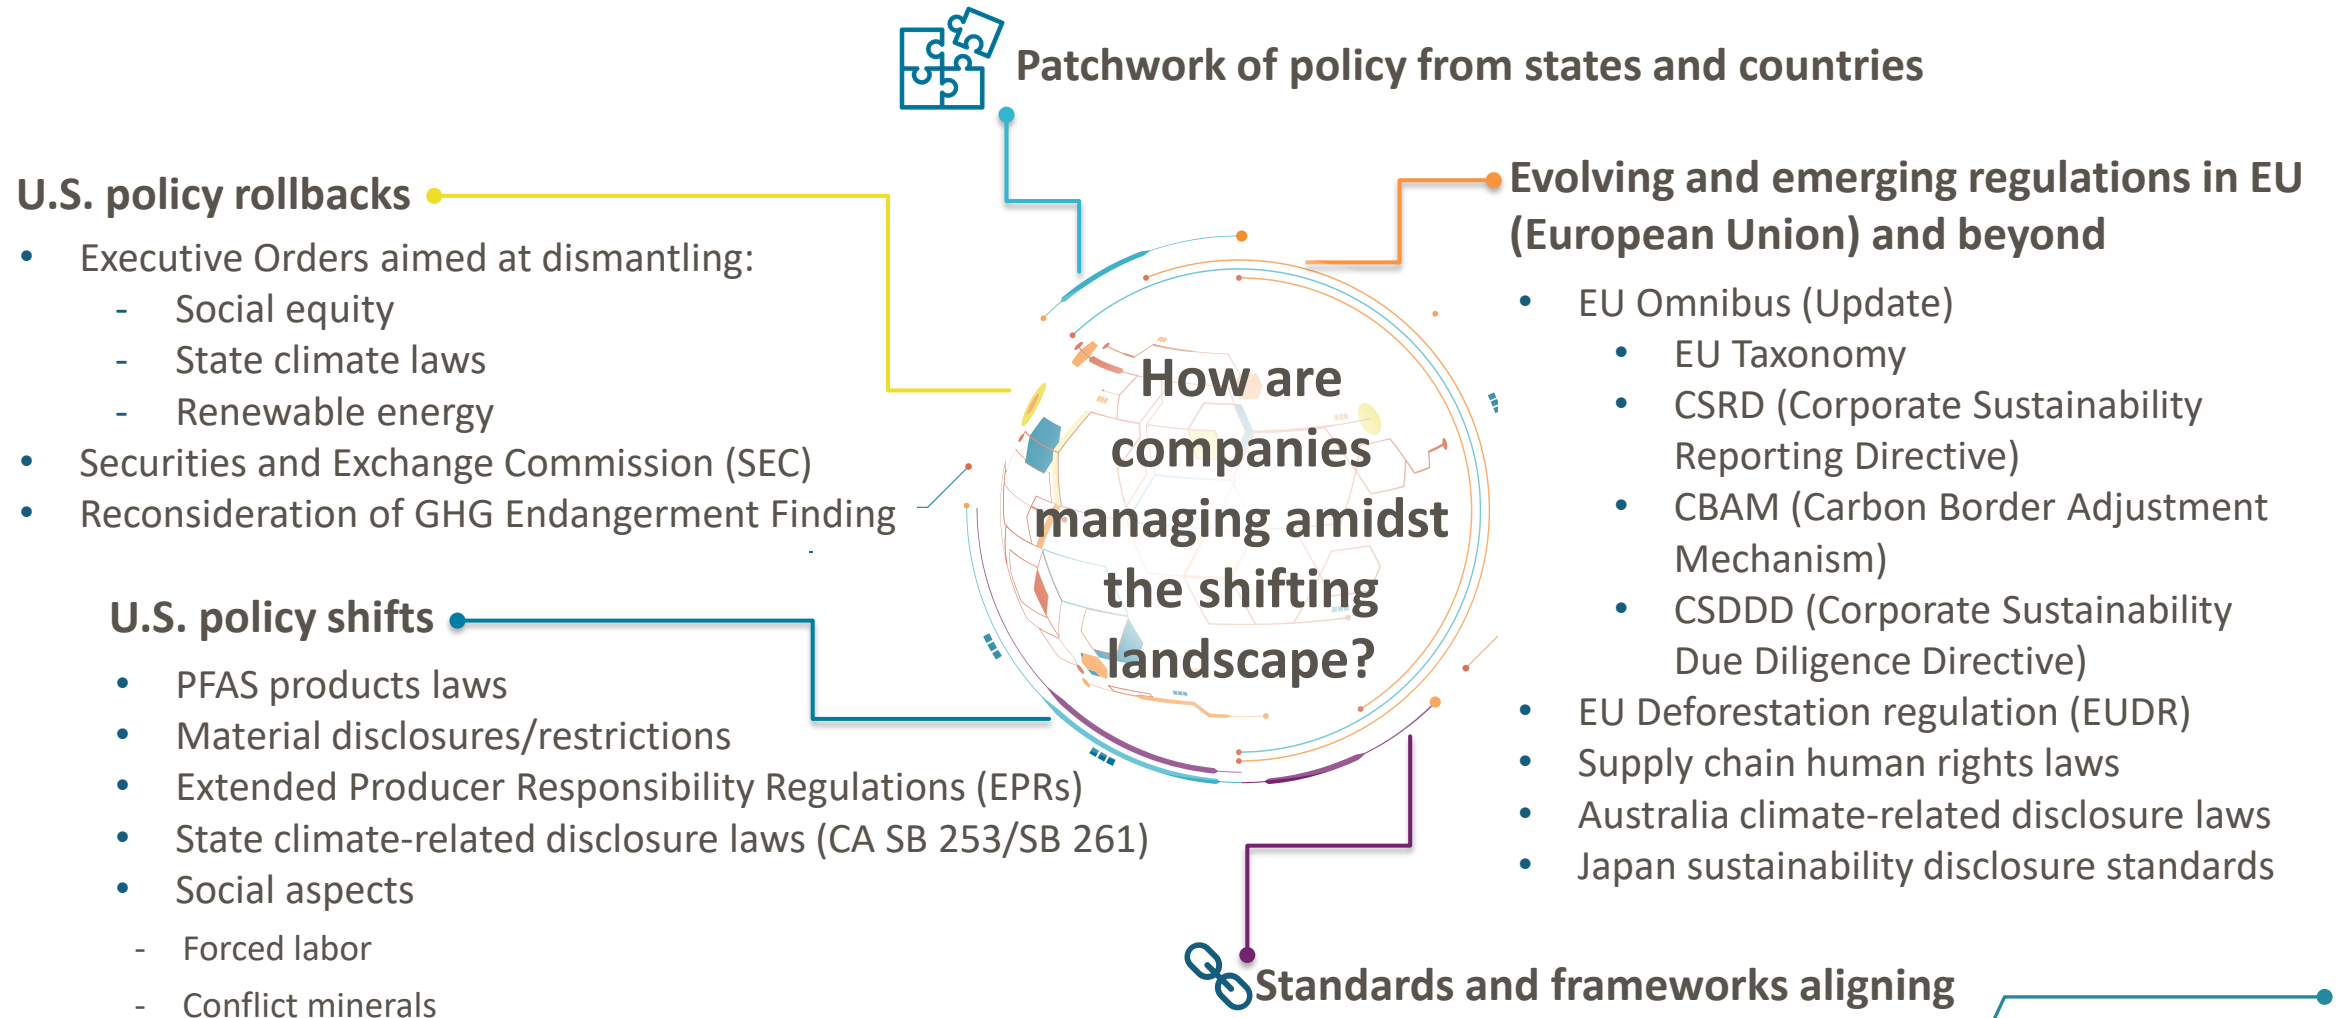 Patchwork of policy from states and countries
U.S. policy rollbacks
• Executive Orders aimed at dismantling:
- Social equity
- State climate laws
- Renewable energy
• Securities and Exchange Commission (SEC)
• Reconsideration of GHG Endangerment Finding
U.S. policy shifts
• PFAS products laws
• Material disclosures/restrictions
• Extended Producer Responsibility Regulations (EPRs)
• State climate-related disclosure laws (CA SB 253/SB 261)
• Social aspects
- Forced labor
- Conflict minerals
How are
companies
managing amidst
the shifting
landscape?
Evolving and emerging regulations in EU
(European Union) and beyond
• EU Omnibus (Update)
• EU Taxonomy
• CSRD (Corporate Sustainability
Reporting Directive)
• CBAM (Carbon Border Adjustment
Mechanism)
• CSDDD (Corporate Sustainability
Due Diligence Directive)
• EU Deforestation regulation (EUDR)
• Supply chain human rights laws
• Australia climate-related disclosure laws
• Japan sustainability disclosure standards
Standards and frameworks aligning